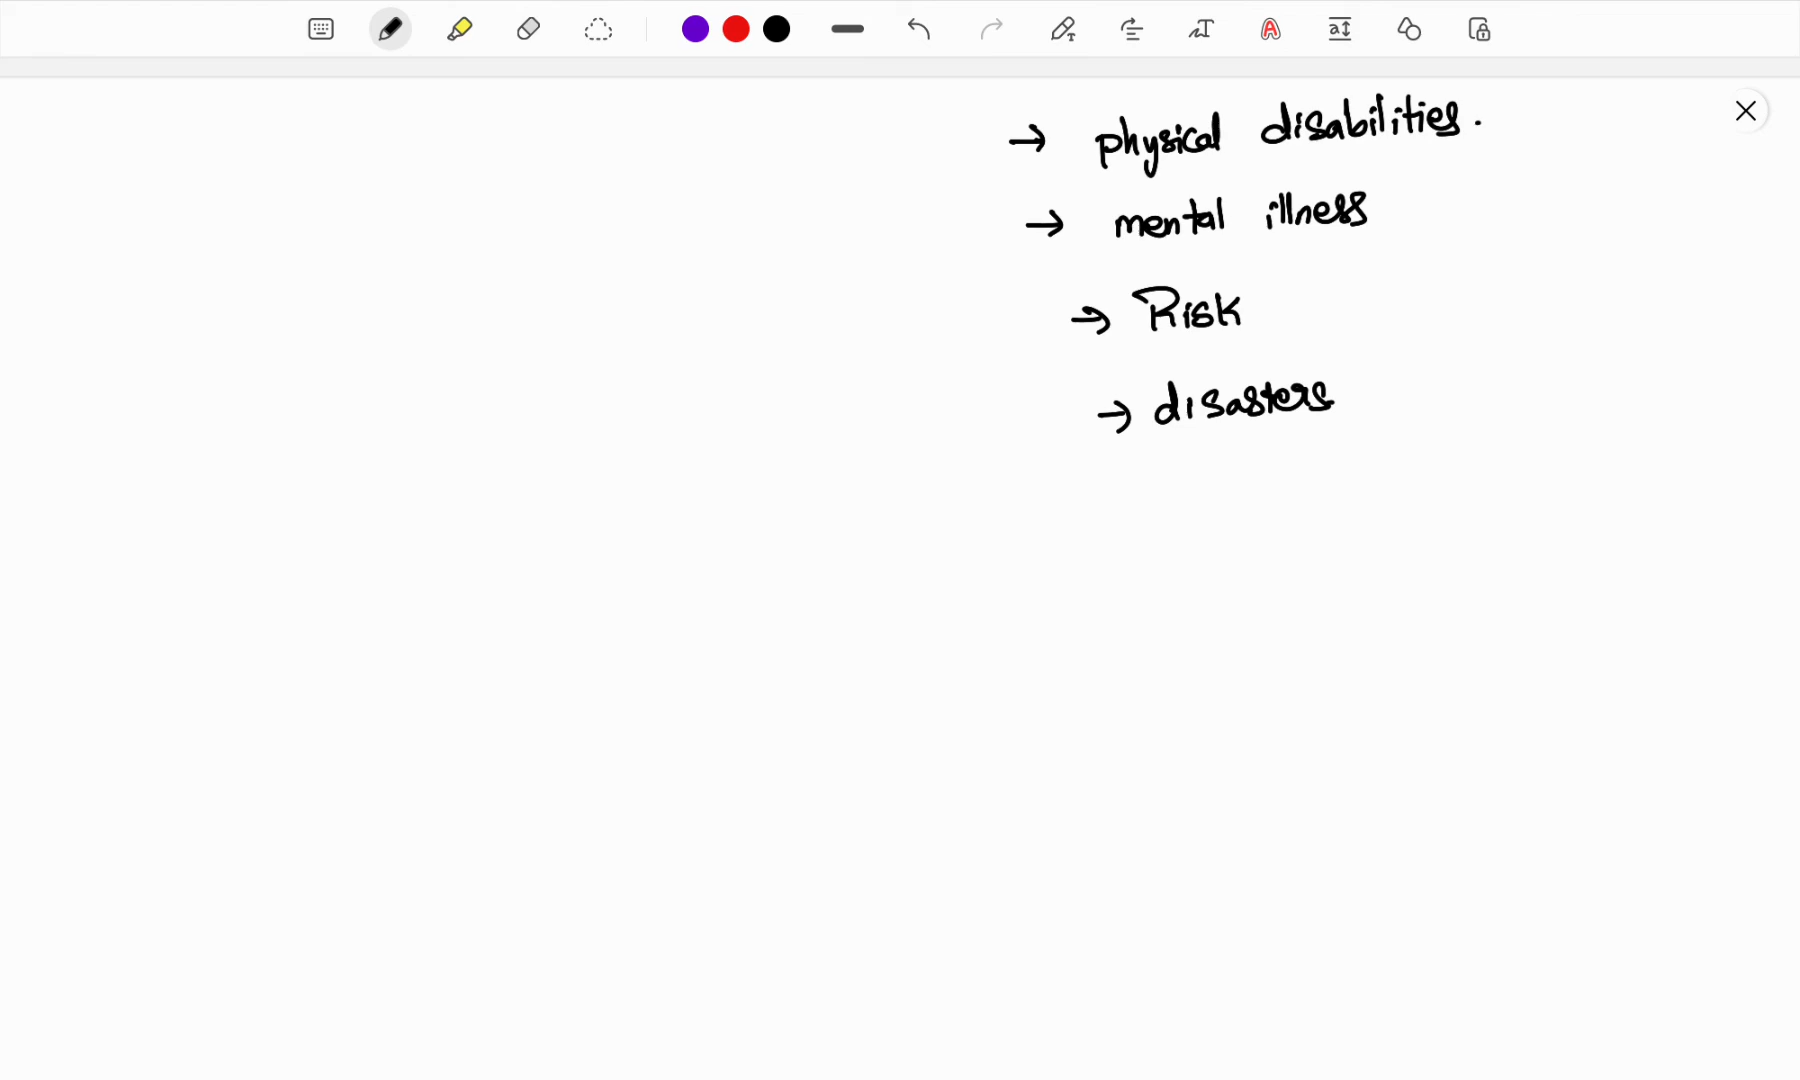 → physical disabilities.
→ mental illness
→ Risk
→ disasters